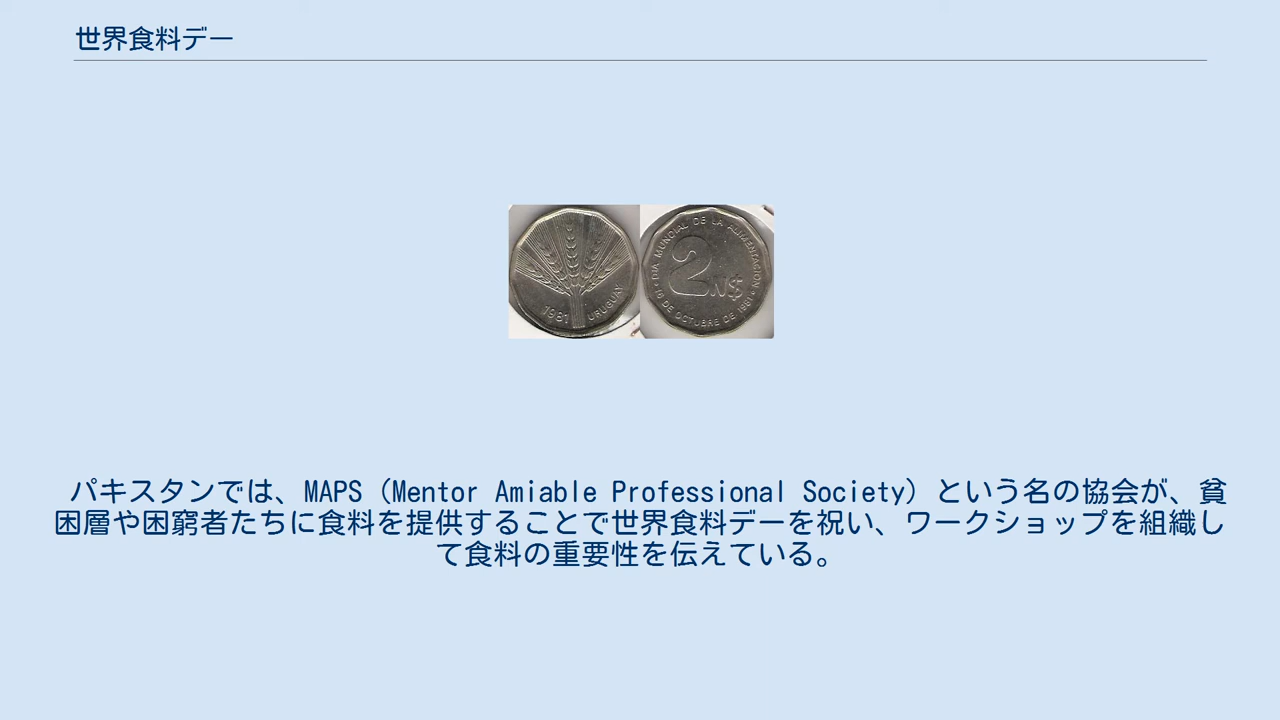 世界食料デー
1981 URUGUAY
DIA MUNDIAL DE LA ALIMENTACION
2 N$
16 DE OCTUBRE DE 1981
パキスタンでは、MAPS（Mentor Amiable Professional Society）という名の協会が、貧
困層や困窮者たちに食料を提供することで世界食料デーを祝い、ワークショップを組織し
て食料の重要性を伝えている。